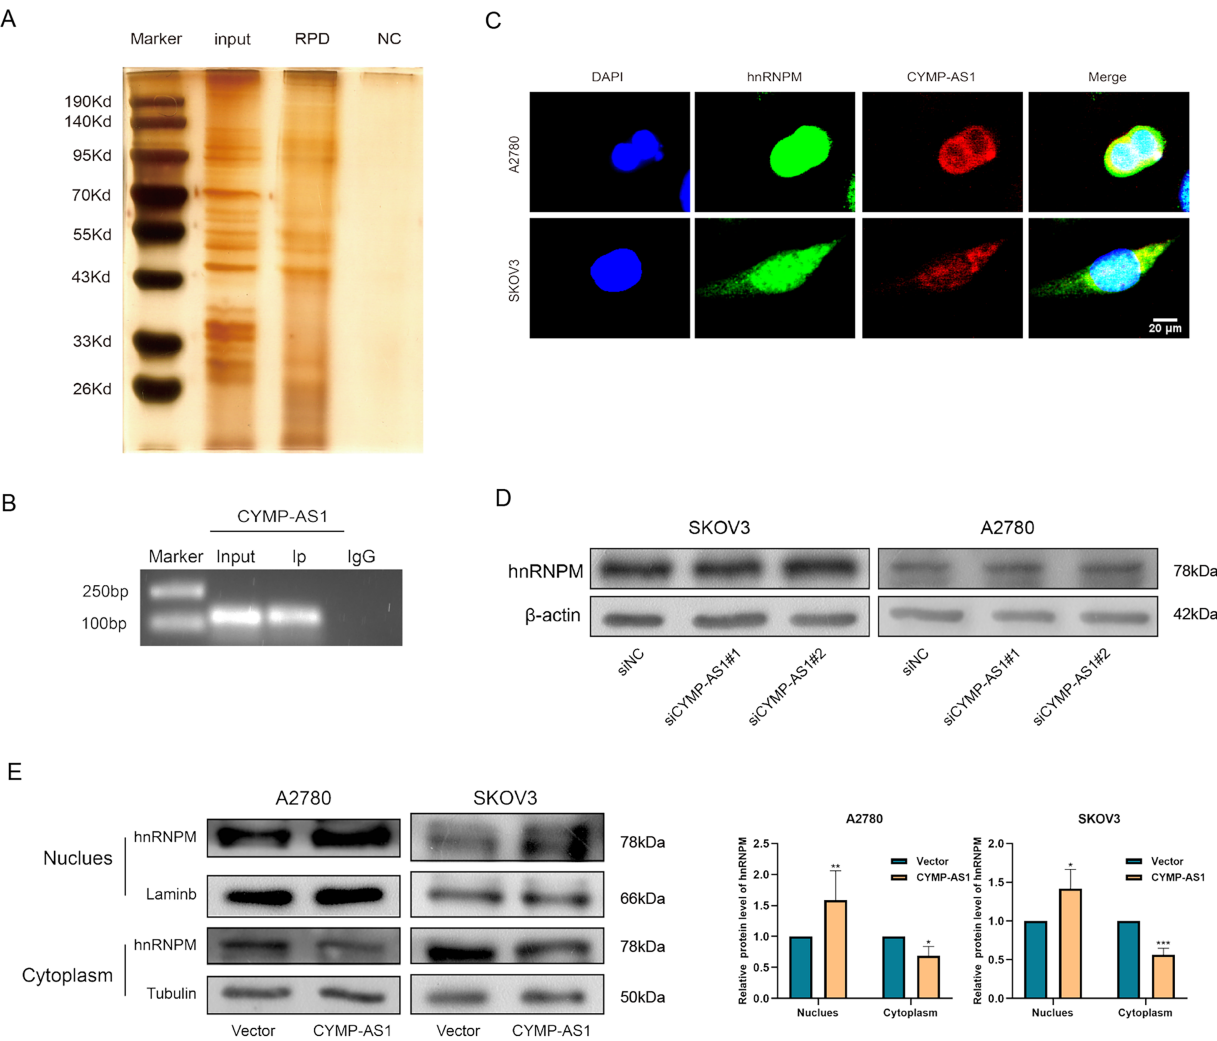 A
Marker input RPD NC
190Kd
140Kd
95Kd
70Kd
55Kd
43Kd
33Kd
26Kd
B
CYMP-AS1
Marker Input Ip IgG
250bp
100bp
C
DAPI hnRNPM CYMP-AS1 Merge
A2780
SKOV3
20 μm
D
SKOV3 A2780
hnRNPM 78kDa
β-actin 42kDa
siNC siCYMP-AS1#1 siCYMP-AS1#2 siNC siCYMP-AS1#1 siCYMP-AS1#2
E
A2780 SKOV3
Nuclues
hnRNPM 78kDa
Laminb 66kDa
Cytoplasm
hnRNPM 78kDa
Tubulin 50kDa
Vector CYMP-AS1 Vector CYMP-AS1
A2780
Relative protein level of hnRNPM
2.5
2.0
1.5
1.0
0.5
0.0
Vector
CYMP-AS1
**
*
Nuclues Cytoplasm
SKOV3
Relative protein level of hnRNPM
2.0
1.5
1.0
0.5
0.0
Vector
CYMP-AS1
*
***
Nuclues Cytoplasm